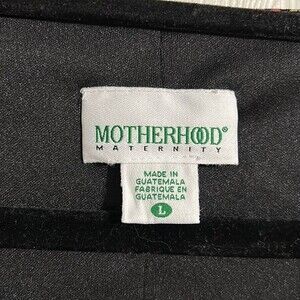 MOTHERHOOD®
MATERNITY
MADE IN
GUATEMALA
FABRIQUE EN
GUATEMALA
L